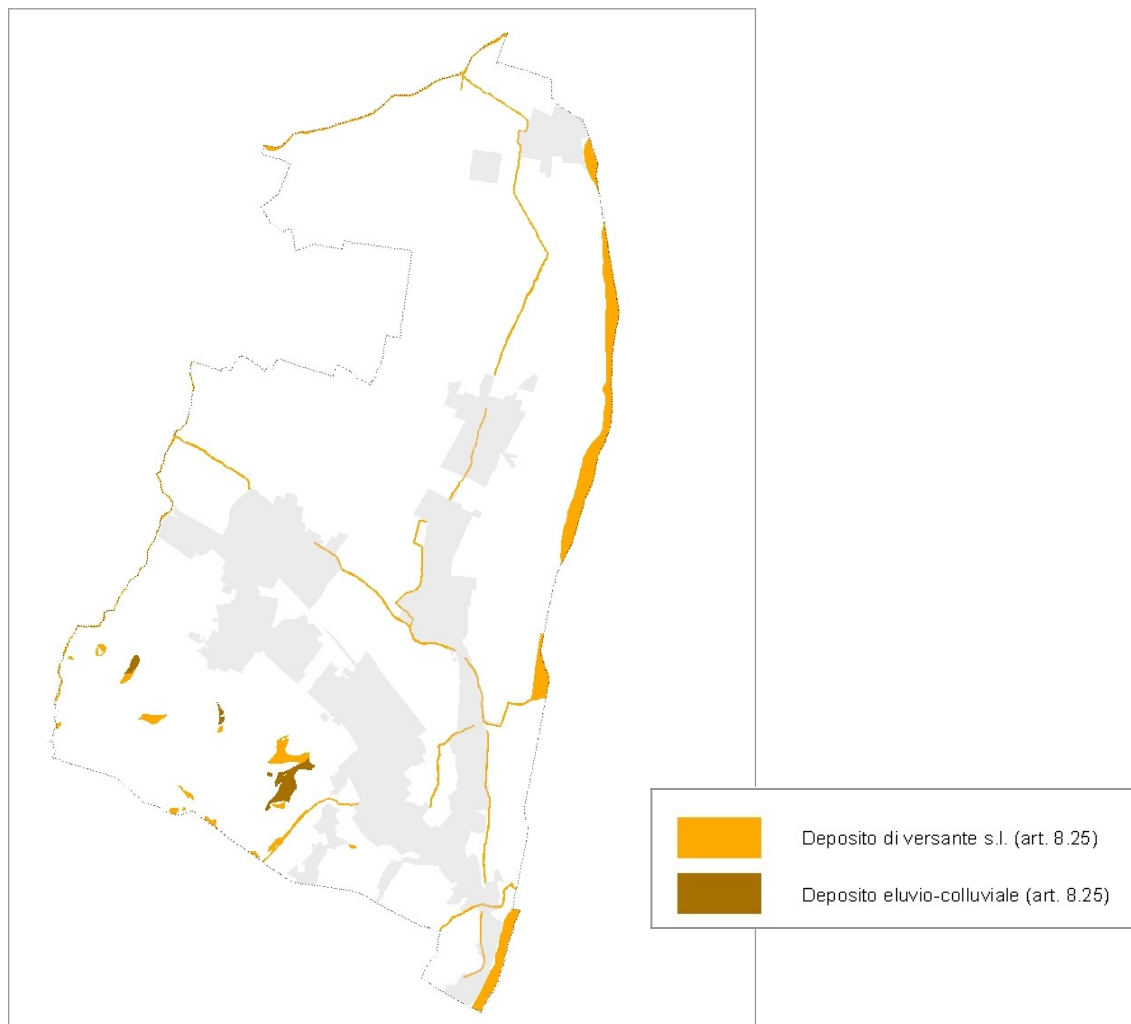 Deposito di versante s.l. (art. 8.25)
Deposito eluvio-colluviale (art. 8.25)